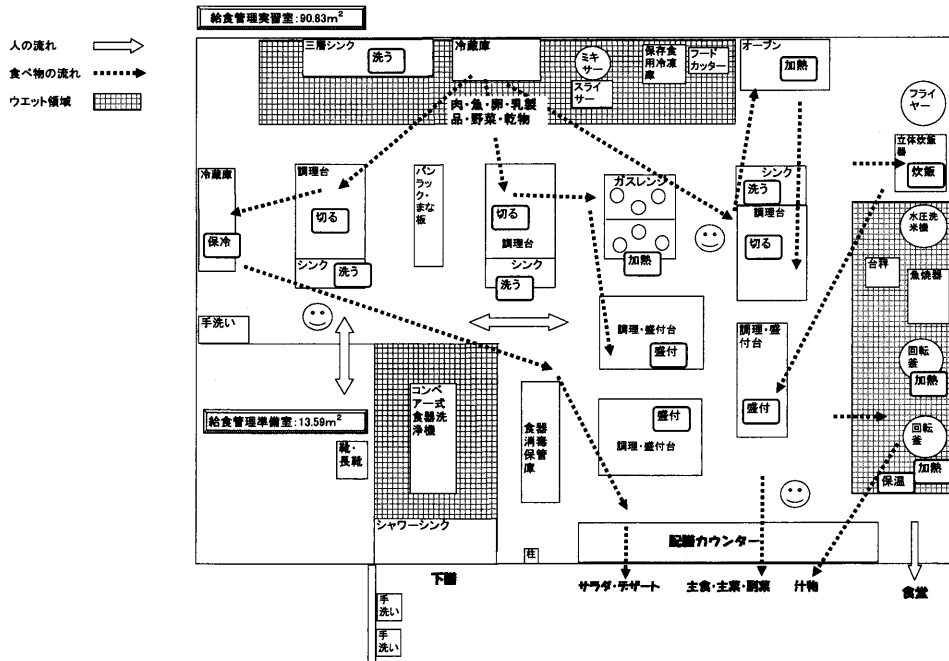 給食管理実習室:90.83m²
人の流れ
食べ物の流れ
ウエット領域
三層シンク
洗う
冷蔵庫
ミキ
サー
スライ
サー
保存食
用冷凍
庫
フード
カッター
オーブン
加熱
フライ
ヤー
肉・魚・卵・乳製
品・野菜・乾物
立体炊飯
器
炊飯
冷蔵庫
保冷
調理台
切る
シンク
洗う
パン
ラック・
まな
板
切る
調理台
シンク
洗う
ガスレンジ
加熱
シンク
洗う
調理台
切る
水圧洗
米機
台秤
魚焼器
手洗い
調理・盛付台
盛付
調理・盛
付台
盛付
回転
釜
加熱
給食管理準備室:13.59m²
靴・
長靴
コンベ
アー式
食器洗
浄機
食器
消毒
保管
庫
盛付
調理・盛付台
回転
釜
加熱
保温
シャワーシンク
柱
配膳カウンター
下膳
サラダ・デザート
主食・主菜・副菜
汁物
食堂
手
洗い
手
洗い